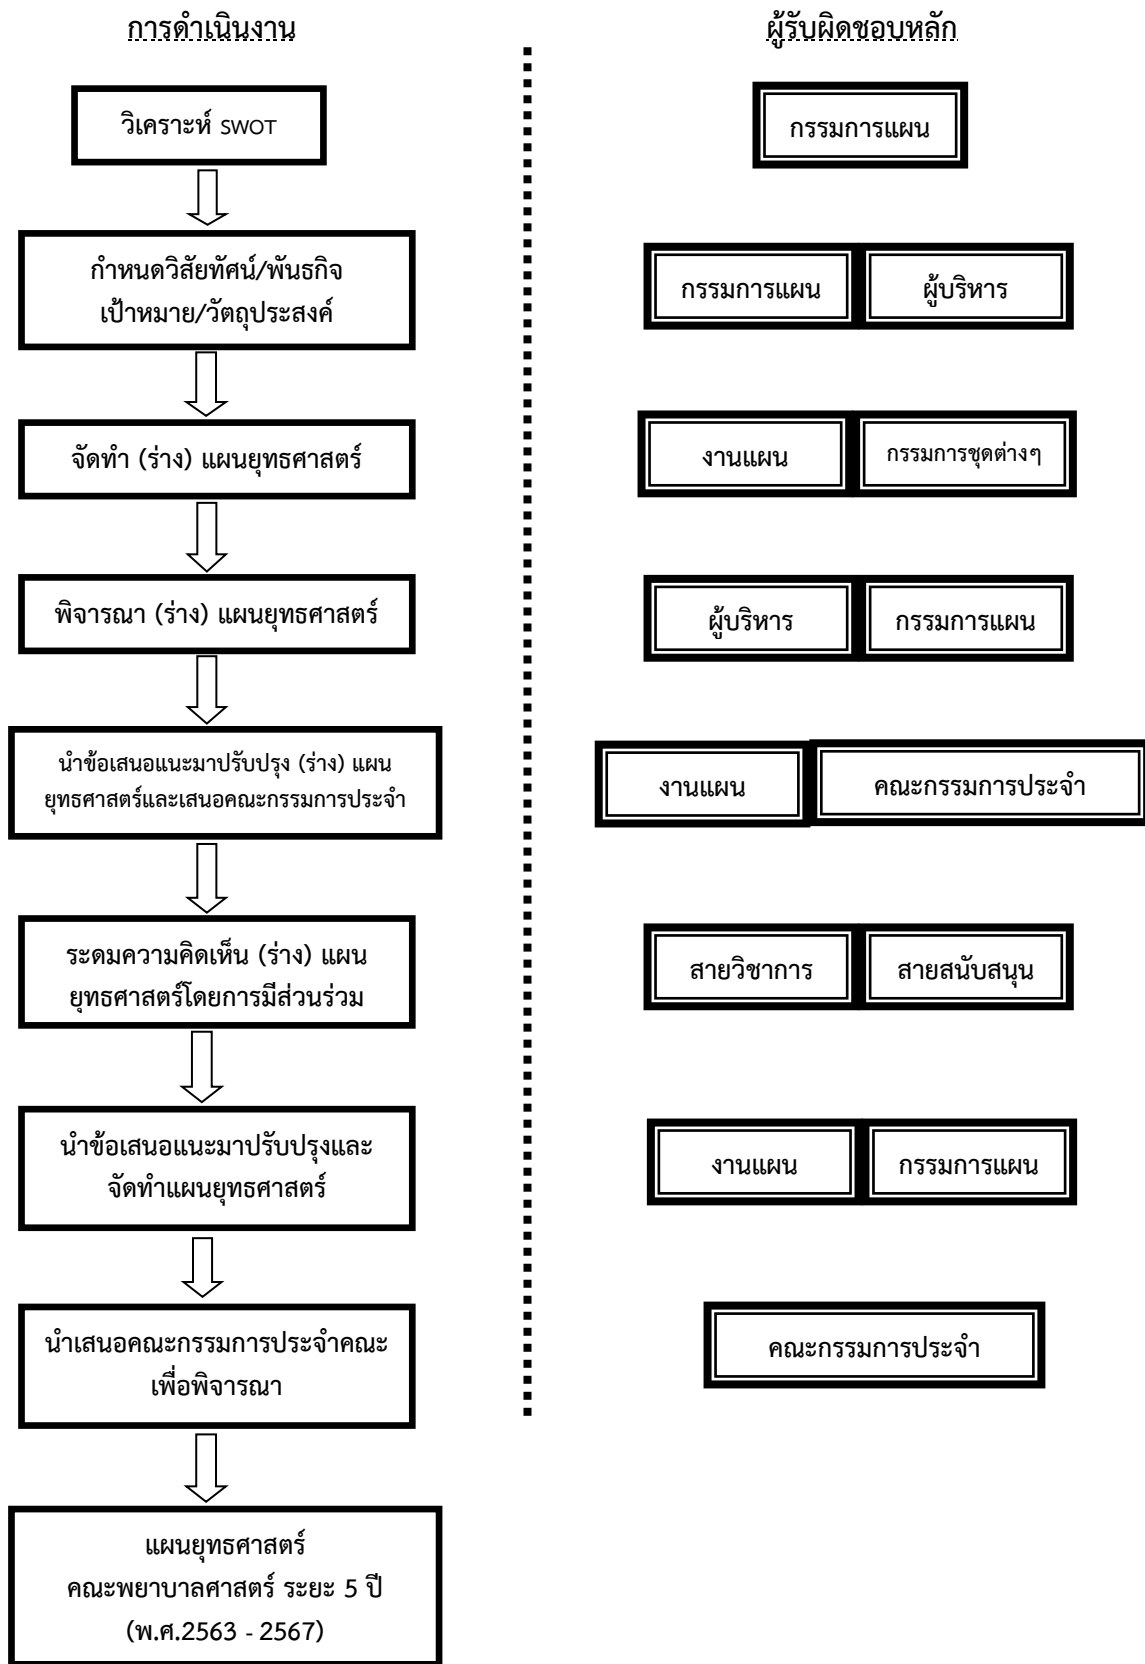 การดำเนินงาน
ผู้รับผิดชอบหลัก
วิเคราะห์ SWOT
กรรมการแผน
กำหนดวิสัยทัศน์/พันธกิจ
เป้าหมาย/วัตถุประสงค์
กรรมการแผน
ผู้บริหาร
จัดทำ (ร่าง) แผนยุทธศาสตร์
งานแผน
กรรมการชุดต่างๆ
พิจารณา (ร่าง) แผนยุทธศาสตร์
ผู้บริหาร
กรรมการแผน
นำข้อเสนอแนะมาปรับปรุง (ร่าง) แผน
ยุทธศาสตร์และเสนอคณะกรรมการประจำ
งานแผน
คณะกรรมการประจำ
ระดมความคิดเห็น (ร่าง) แผน
ยุทธศาสตร์โดยการมีส่วนร่วม
สายวิชาการ
สายสนับสนุน
นำข้อเสนอแนะมาปรับปรุงและ
จัดทำแผนยุทธศาสตร์
งานแผน
กรรมการแผน
นำเสนอคณะกรรมการประจำคณะ
เพื่อพิจารณา
คณะกรรมการประจำ
แผนยุทธศาสตร์
คณะพยาบาลศาสตร์ ระยะ 5 ปี
(พ.ศ.2563 - 2567)